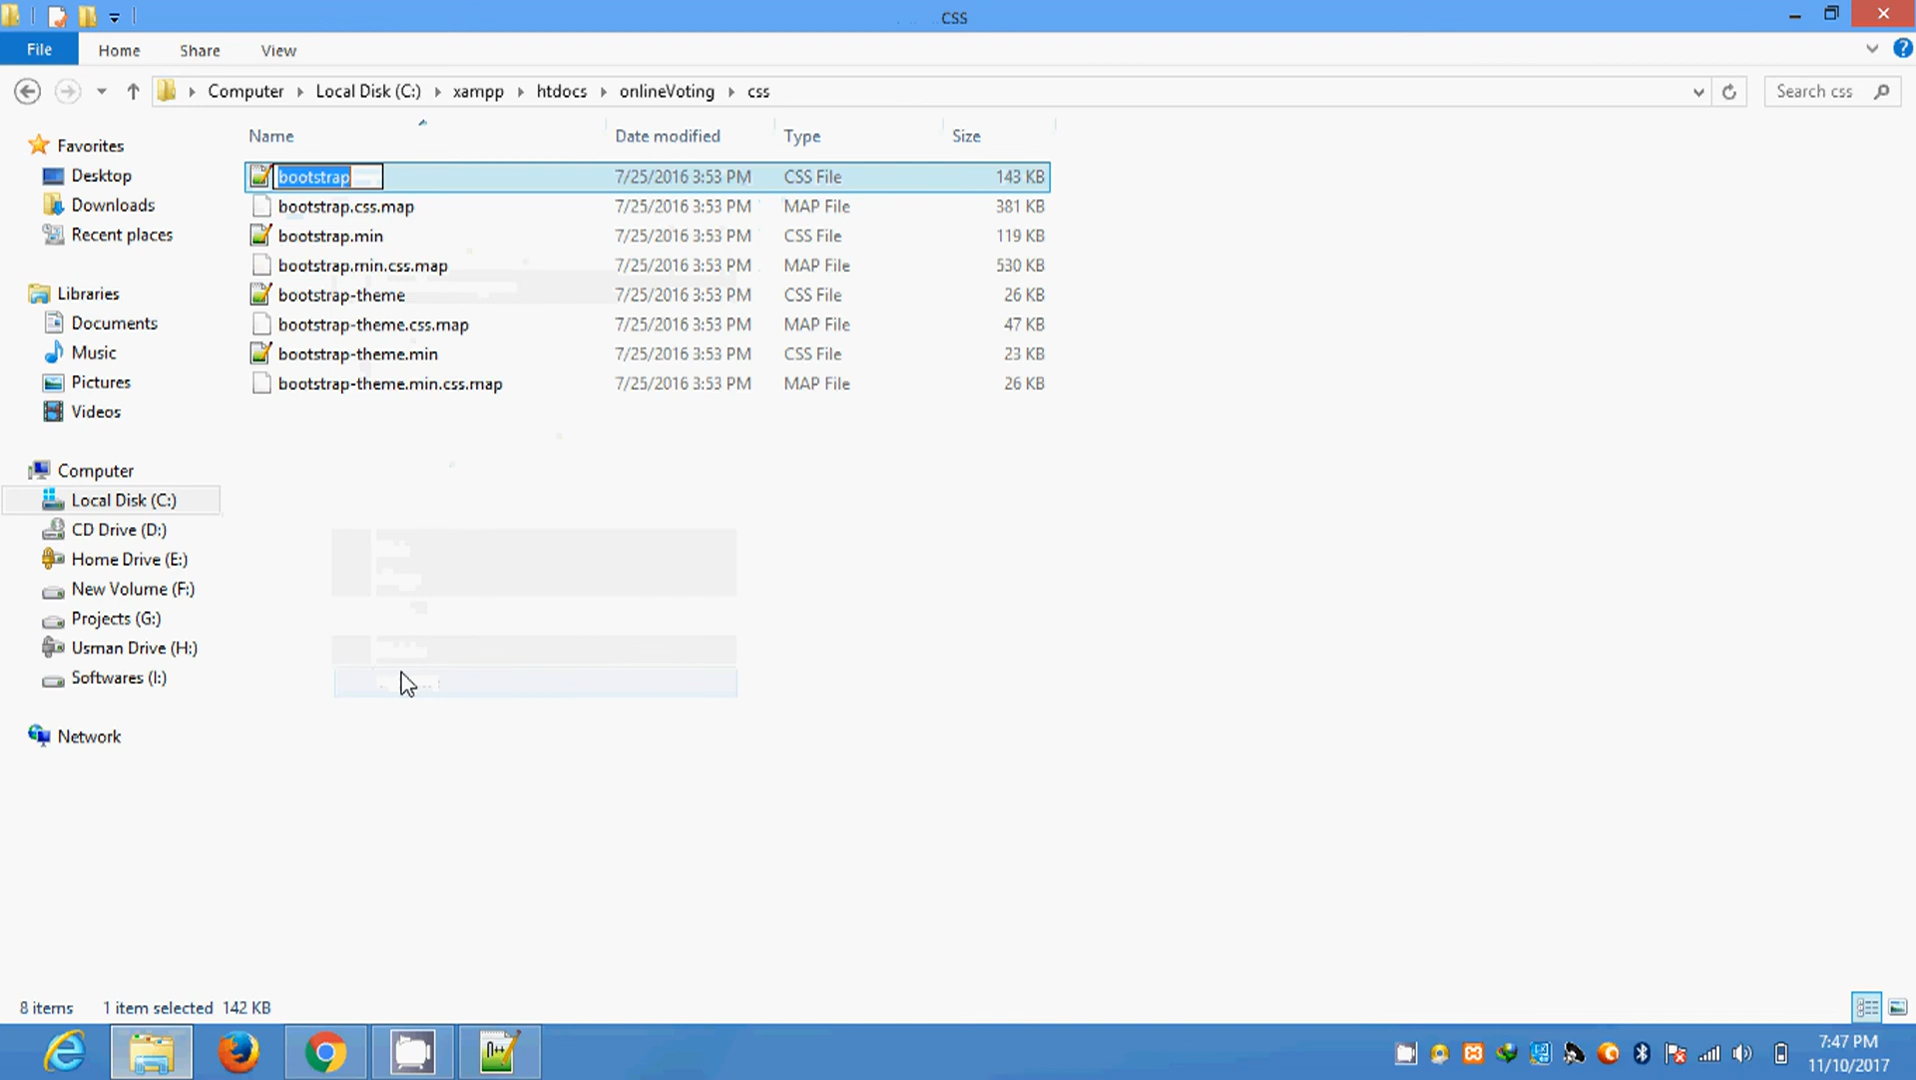 CSS
File Home Share View
Computer Local Disk (C:) xampp htdocs onlineVoting css Search css
Name Date modified Type Size
bootstrap 7/25/2016 3:53 PM CSS File 143 KB
bootstrap.css.map 7/25/2016 3:53 PM MAP File 381 KB
bootstrap.min 7/25/2016 3:53 PM CSS File 119 KB
bootstrap.min.css.map 7/25/2016 3:53 PM MAP File 530 KB
bootstrap-theme 7/25/2016 3:53 PM CSS File 26 KB
bootstrap-theme.css.map 7/25/2016 3:53 PM MAP File 47 KB
bootstrap-theme.min 7/25/2016 3:53 PM CSS File 23 KB
bootstrap-theme.min.css.map 7/25/2016 3:53 PM MAP File 26 KB
Favorites
Desktop
Downloads
Recent places
Libraries
Documents
Music
Pictures
Videos
Computer
Local Disk (C:)
CD Drive (D:)
Home Drive (E:)
New Volume (F:)
Projects (G:)
Usman Drive (H:)
Softwares (I:)
Network
8 items 1 item selected 142 KB
7:47 PM
11/10/2017